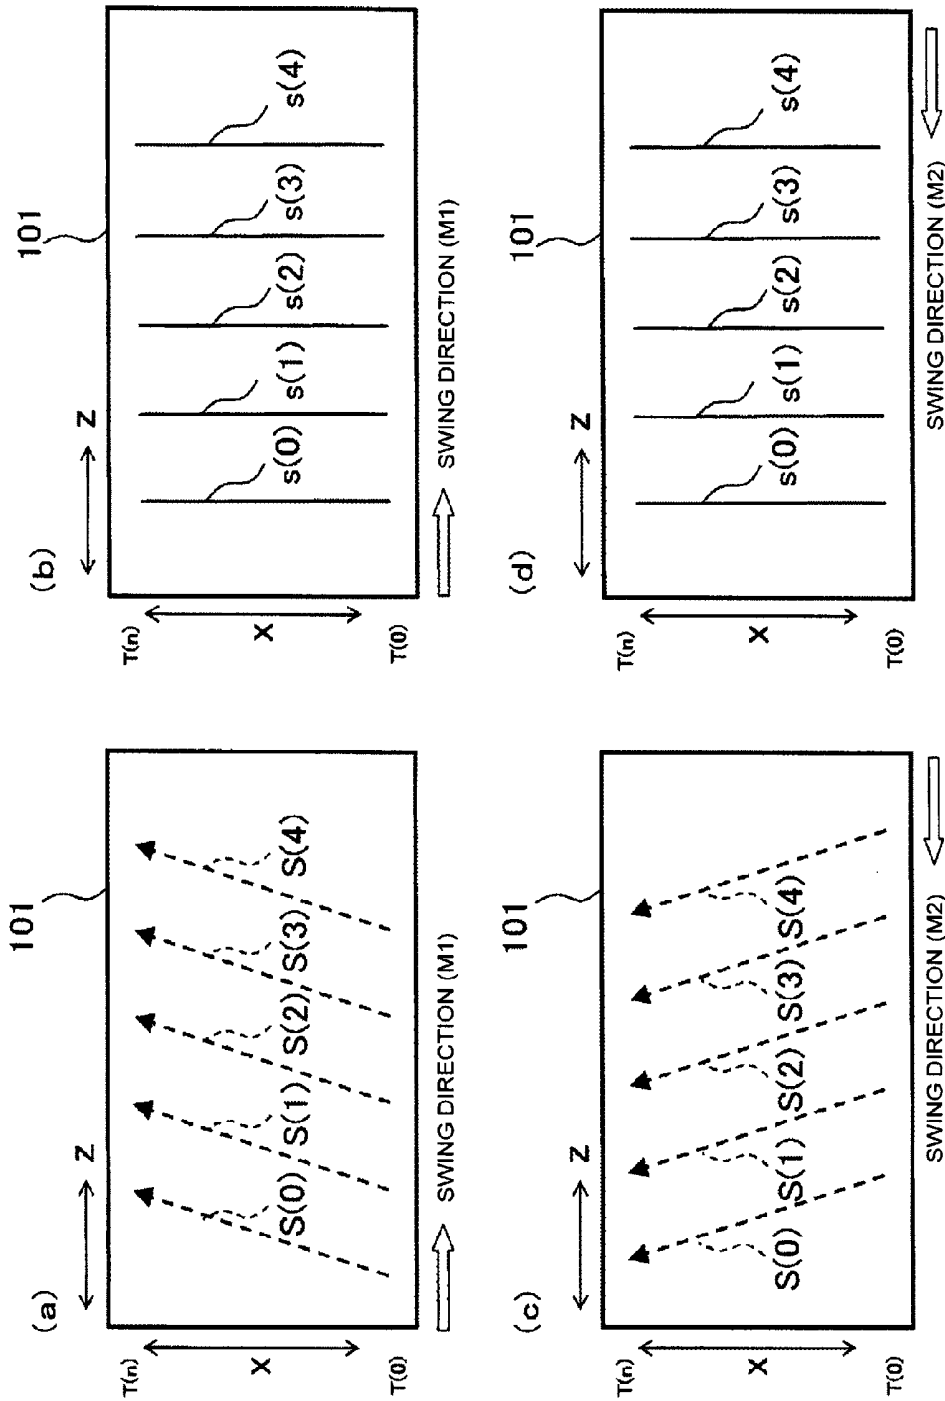 (a)
Z
101
T(n)
X
T(0)
S(0)
S(1)
S(2)
S(3)
S(4)
SWING DIRECTION (M1)
(b)
Z
101
T(n)
X
T(0)
s(0)
s(1)
s(2)
s(3)
s(4)
SWING DIRECTION (M1)
(c)
Z
101
T(n)
X
T(0)
S(0)
S(1)
S(2)
S(3)
S(4)
SWING DIRECTION (M2)
(d)
Z
101
T(n)
X
T(0)
s(0)
s(1)
s(2)
s(3)
s(4)
SWING DIRECTION (M2)